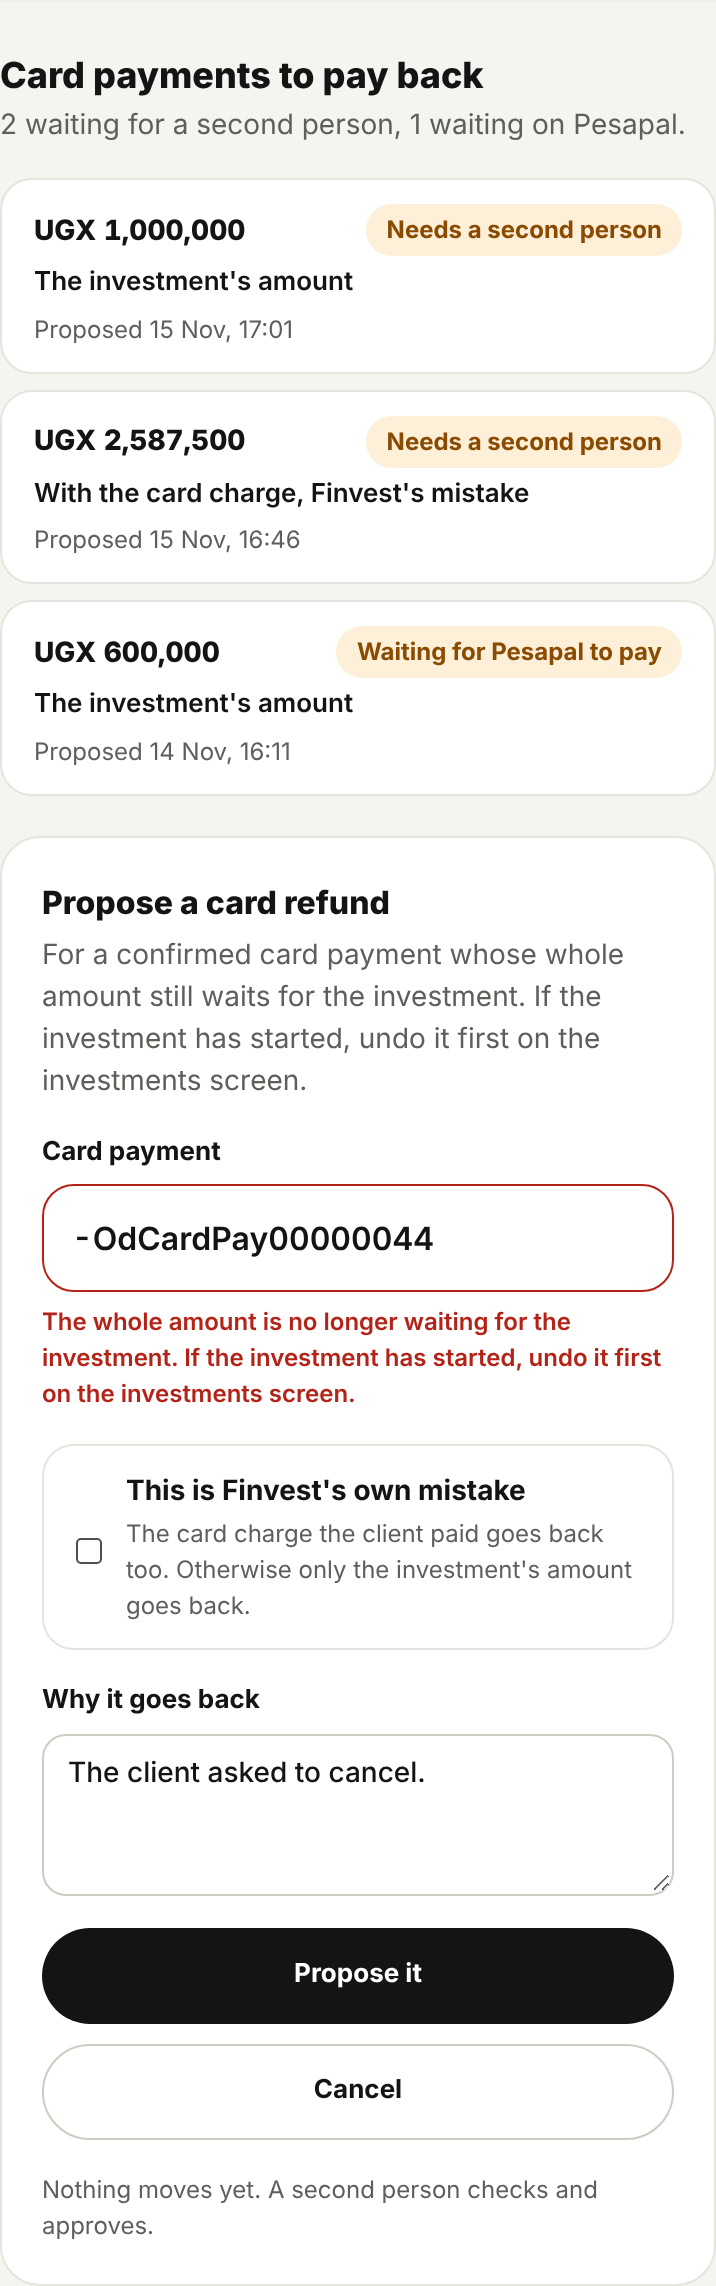 Card payments to pay back
2 waiting for a second person, 1 waiting on Pesapal.
UGX 1,000,000
Needs a second person
The investment's amount
Proposed 15 Nov, 17:01
UGX 2,587,500
Needs a second person
With the card charge, Finvest's mistake
Proposed 15 Nov, 16:46
UGX 600,000
Waiting for Pesapal to pay
The investment's amount
Proposed 14 Nov, 16:11
Propose a card refund
For a confirmed card payment whose whole
amount still waits for the investment. If the
investment has started, undo it first on the
investments screen.
Card payment
-OdCardPay00000044
The whole amount is no longer waiting for the
investment. If the investment has started, undo it first
on the investments screen.
This is Finvest's own mistake
The card charge the client paid goes back
too. Otherwise only the investment's amount
goes back.
Why it goes back
The client asked to cancel.
Propose it
Cancel
Nothing moves yet. A second person checks and
approves.